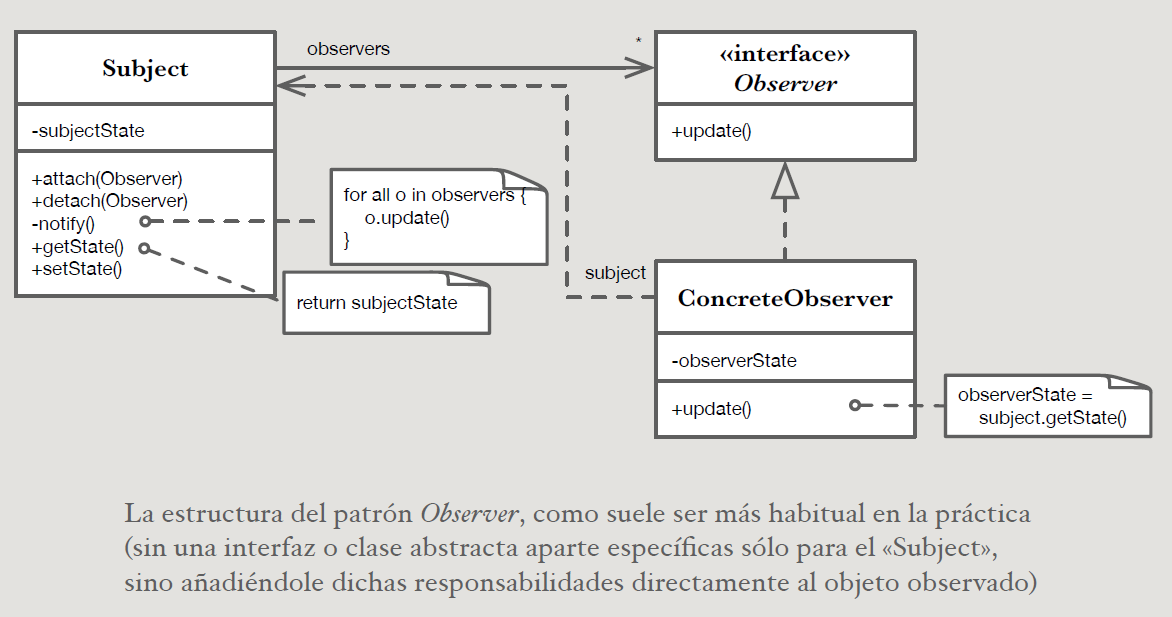 Subject
-subjectState
+attach(Observer)
+detach(Observer)
-notify()
+getState()
+setState()
observers
*
«interface»
Observer
+update()
for all o in observers {
o.update()
}
return subjectState
subject
ConcreteObserver
-observerState
+update()
observerState =
subject.getState()
La estructura del patrón Observer, como suele ser más habitual en la práctica
(sin una interfaz o clase abstracta aparte específicas sólo para el «Subject»,
sino añadiéndole dichas responsabilidades directamente al objeto observado)